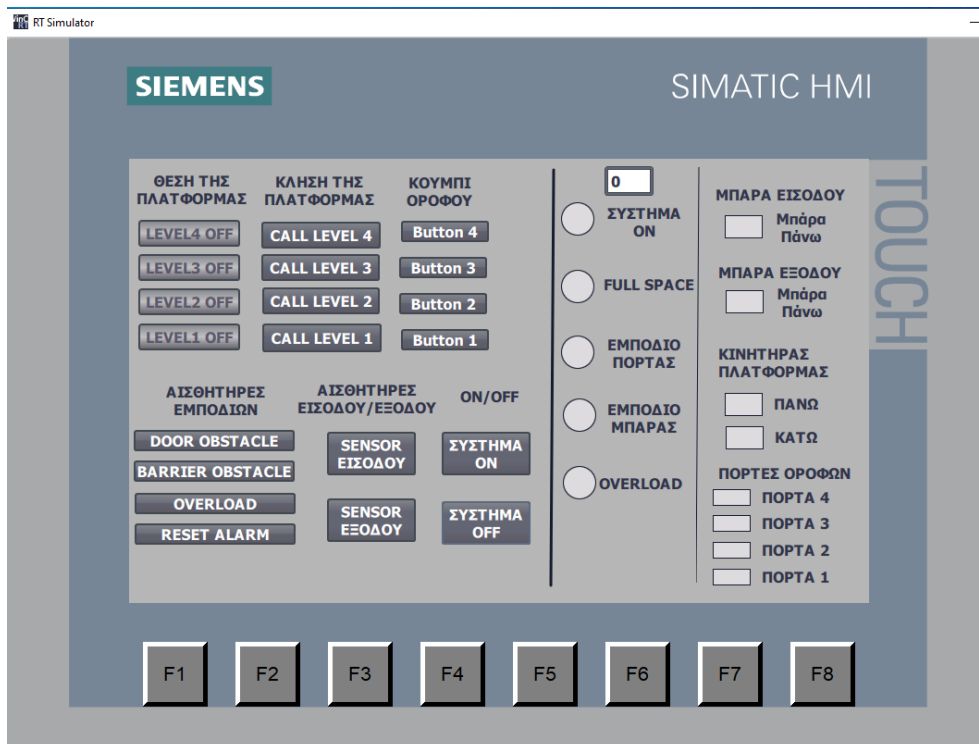 RT Simulator
SIEMENS
SIMATIC HMI
TOUCH
ΘΕΣΗ ΤΗΣ
ΠΛΑΤΦΟΡΜΑΣ
ΚΛΗΣΗ ΤΗΣ
ΠΛΑΤΦΟΡΜΑΣ
ΚΟΥΜΠΙ
ΟΡΟΦΟΥ
LEVEL4 OFF
CALL LEVEL 4
Button 4
LEVEL3 OFF
CALL LEVEL 3
Button 3
LEVEL2 OFF
CALL LEVEL 2
Button 2
LEVEL1 OFF
CALL LEVEL 1
Button 1
ΑΙΣΘΗΤΗΡΕΣ
ΕΜΠΟΔΙΩΝ
ΑΙΣΘΗΤΗΡΕΣ
ΕΙΣΟΔΟΥ/ΕΞΟΔΟΥ
ON/OFF
DOOR OBSTACLE
BARRIER OBSTACLE
OVERLOAD
RESET ALARM
SENSOR
ΕΙΣΟΔΟΥ
SENSOR
ΕΞΟΔΟΥ
ΣΥΣΤΗΜΑ
ON
ΣΥΣΤΗΜΑ
OFF
0
ΣΥΣΤΗΜΑ
ON
FULL SPACE
ΕΜΠΟΔΙΟ
ΠΟΡΤΑΣ
ΕΜΠΟΔΙΟ
ΜΠΑΡΑΣ
OVERLOAD
ΜΠΑΡΑ ΕΙΣΟΔΟΥ
Μπάρα
Πάνω
ΜΠΑΡΑ ΕΞΟΔΟΥ
Μπάρα
Πάνω
ΚΙΝΗΤΗΡΑΣ
ΠΛΑΤΦΟΡΜΑΣ
ΠΑΝΩ
ΚΑΤΩ
ΠΟΡΤΕΣ ΟΡΟΦΩΝ
ΠΟΡΤΑ 4
ΠΟΡΤΑ 3
ΠΟΡΤΑ 2
ΠΟΡΤΑ 1
F1 F2 F3 F4 F5 F6 F7 F8